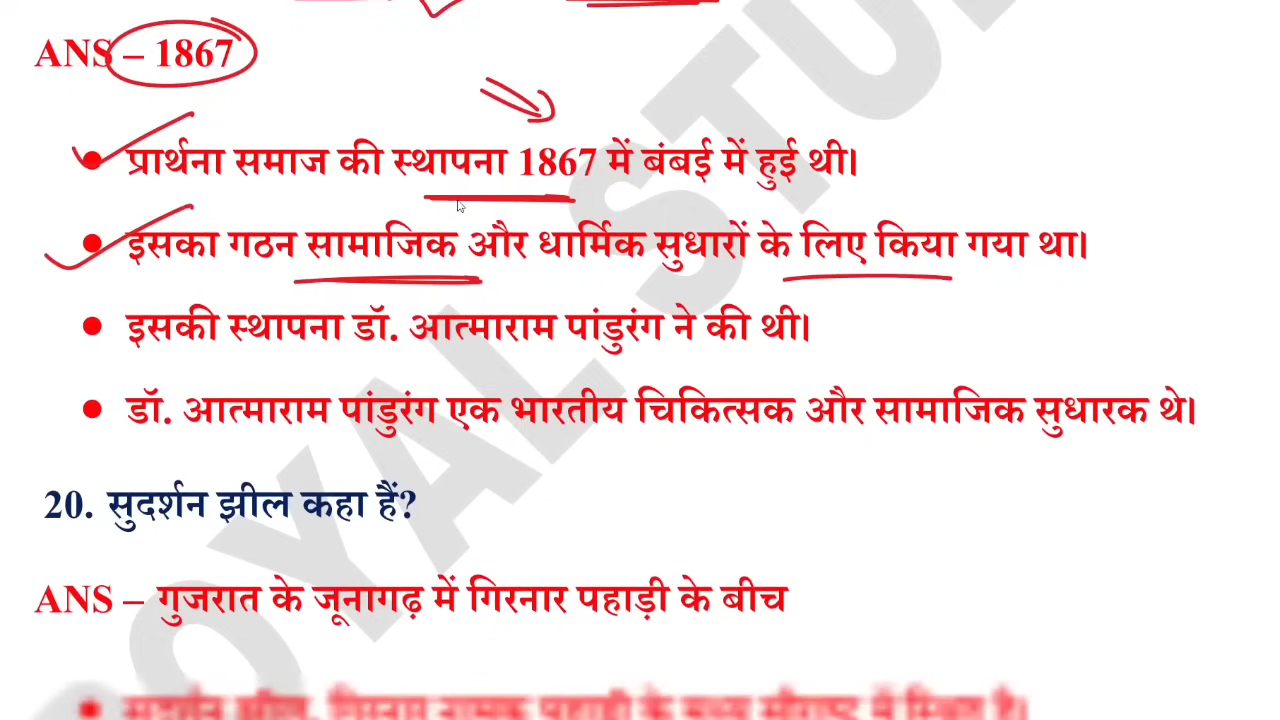 ANS – 1867
• प्रार्थना समाज की स्थापना 1867 में बंबई में हुई थी।
• इसका गठन सामाजिक और धार्मिक सुधारों के लिए किया गया था।
• इसकी स्थापना डॉ. आत्माराम पांडुरंग ने की थी।
• डॉ. आत्माराम पांडुरंग एक भारतीय चिकित्सक और सामाजिक सुधारक थे।
20. सुदर्शन झील कहा हैं?
ANS – गुजरात के जूनागढ़ में गिरनार पहाड़ी के बीच